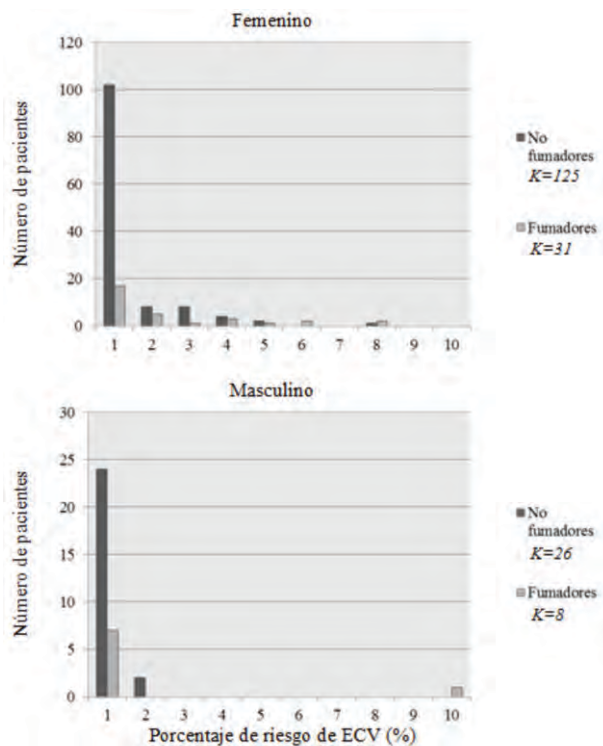 Femenino
Número de pacientes
120
100
80
60
40
20
0
1 2 3 4 5 6 7 8 9 10
No
fumadores
K=125
Fumadores
K=31
Masculino
Número de pacientes
30
25
20
15
10
5
0
1 2 3 4 5 6 7 8 9 10
Porcentaje de riesgo de ECV (%)
No
fumadores
K=26
Fumadores
K=8